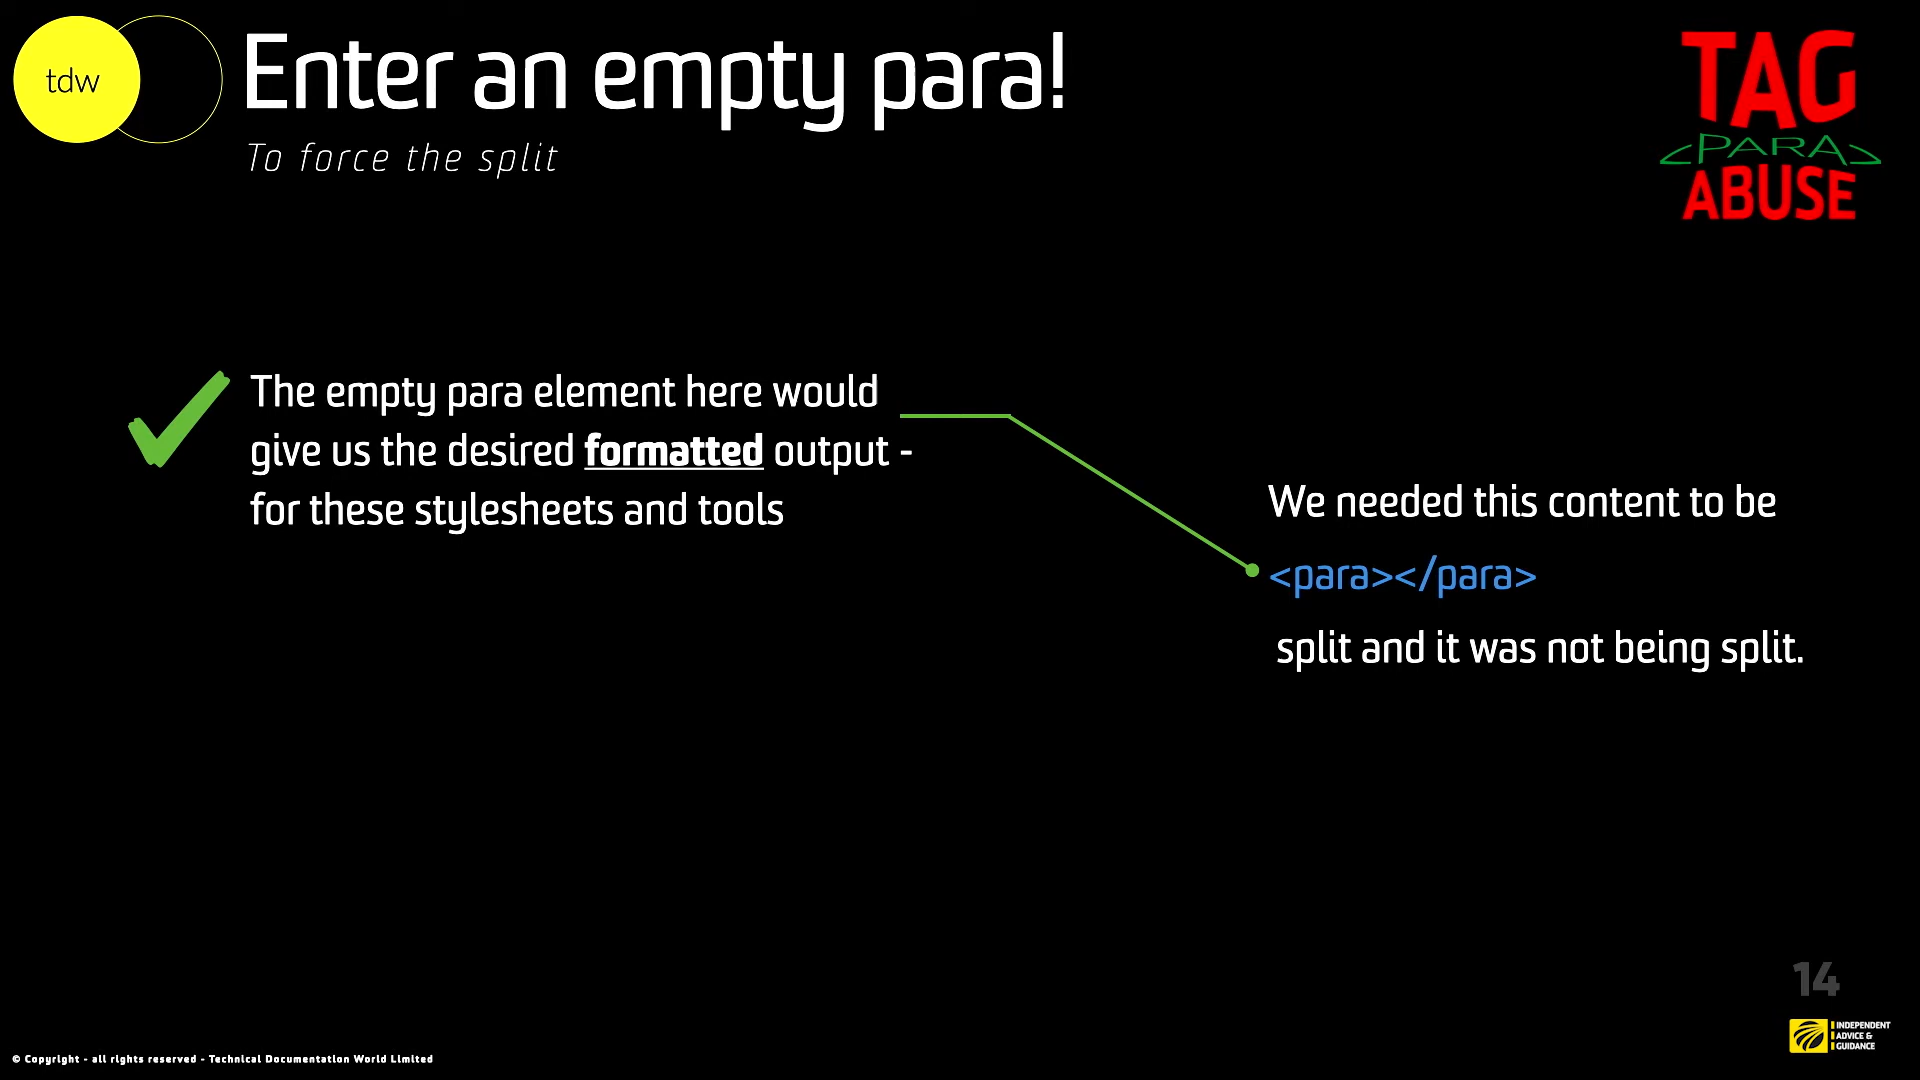 tdw
Enter an empty para!
To force the split
TAG
<PARA>
ABUSE
The empty para element here would
give us the desired formatted output -
for these stylesheets and tools
We needed this content to be
<para></para>
split and it was not being split.
14
INDEPENDENT
ADVICE &
GUIDANCE
© Copyright - all rights reserved - Technical Documentation World Limited